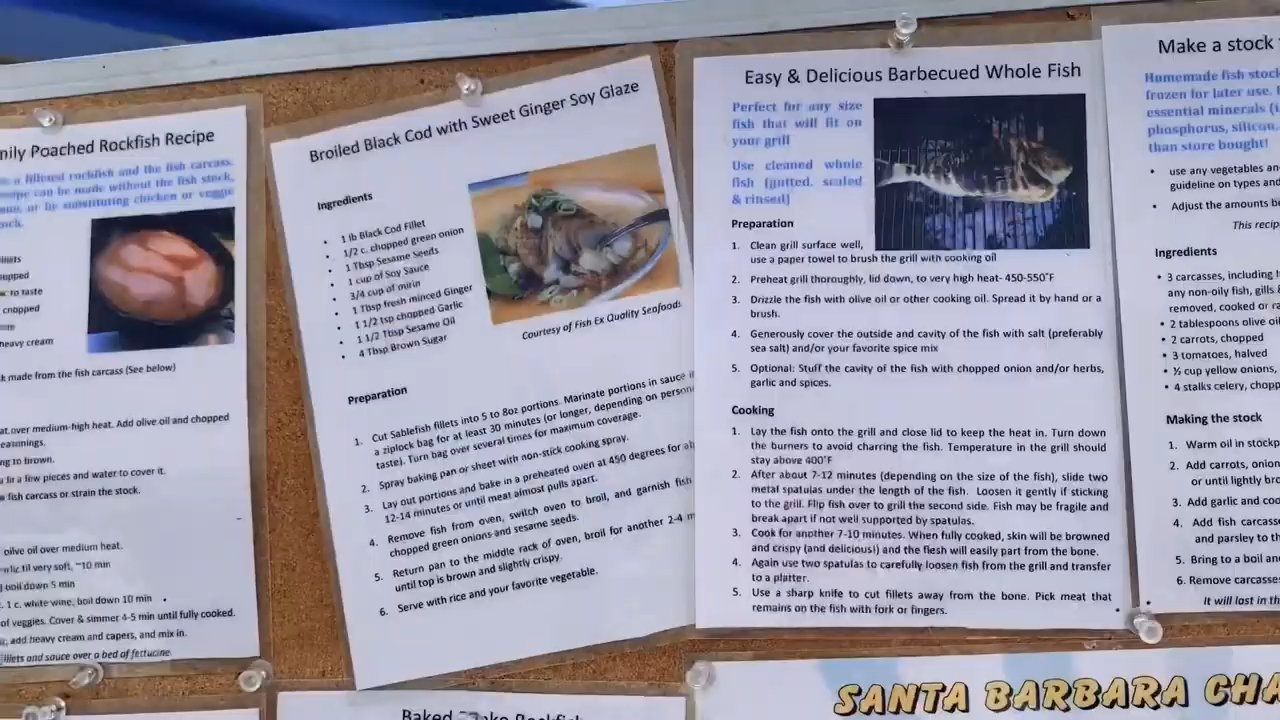 Poached Rockfish Recipe
a filleted rockfish and the fish carcass.
can be made without the fish stock,
or by substituting chicken or veggie
to taste
chopped
heavy cream
made from the fish carcass (See below)
over medium-high heat. Add olive oil and chopped
to brown.
a few pieces and water to cover it.
fish carcass or strain the stock.
olive oil over medium heat.
til very soft, ~10 min
boil down 5 min
1 c. white wine, boil down 10 min
of veggies. Cover & simmer 4-5 min until fully cooked.
add heavy cream and capers, and mix in.
and sauce over a bed of fettucine.
Broiled Black Cod with Sweet Ginger Soy Glaze
Ingredients
• 1 lb Black Cod Fillet
• 1/2 c. chopped green onion
• 1 Tbsp Sesame Seeds
• 1 cup of Soy Sauce
• 3/4 cup of mirin
• 1 Tbsp fresh minced Ginger
• 1 1/2 tsp chopped Garlic
• 1 1/2 Tbsp Sesame Oil
• 4 Tbsp Brown Sugar
Courtesy of Fish Ex Quality Seafoods
Preparation
1. Cut Sablefish fillets into 5 to 8oz portions. Marinate portions in sauce
a ziplock bag for at least 30 minutes (or longer, depending on
taste). Turn bag over several times for maximum coverage.
2. Spray baking pan or sheet with non-stick cooking spray.
3. Lay out portions and bake in a preheated oven at 450 degrees for
12-14 minutes or until meat almost pulls apart.
4. Remove fish from oven, switch oven to broil, and garnish fish
chopped green onions and sesame seeds.
5. Return pan to the middle rack of oven, broil for another 2-4
until top is brown and slightly crispy.
6. Serve with rice and your favorite vegetable.
Easy & Delicious Barbecued Whole Fish
Perfect for any size
fish that will fit on
your grill
Use cleaned whole
fish (gutted, scaled
& rinsed)
Preparation
1. Clean grill surface well,
use a paper towel to brush the grill with cooking oil
2. Preheat grill thoroughly, lid down, to very high heat- 450-550°F
3. Drizzle the fish with olive oil or other cooking oil. Spread it by hand or a
brush.
4. Generously cover the outside and cavity of the fish with salt (preferably
sea salt) and/or your favorite spice mix
5. Optional: Stuff the cavity of the fish with chopped onion and/or herbs,
garlic and spices.
Cooking
1. Lay the fish onto the grill and close lid to keep the heat in. Turn down
the burners to avoid charring the fish. Temperature in the grill should
stay above 400°F
2. After about 7-12 minutes (depending on the size of the fish), slide two
metal spatulas under the length of the fish. Loosen it gently if sticking
to the grill. Flip fish over to grill the second side. Fish may be fragile and
break apart if not well supported by spatulas.
3. Cook for another 7-10 minutes. When fully cooked, skin will be browned
and crispy (and delicious!) and the flesh will easily part from the bone.
4. Again use two spatulas to carefully loosen fish from the grill and transfer
to a platter.
5. Use a sharp knife to cut fillets away from the bone. Pick meat that
remains on the fish with fork or fingers.
Make a stock
Homemade fish stock
frozen for later use.
essential minerals
phosphorus, silicon,
than store bought!
• use any vegetables
guideline on types
• Adjust the amounts
This
Ingredients
• 3 carcasses, including
any non-oily fish, gills
removed, cooked or
• 2 tablespoons olive
• 2 carrots, chopped
• 3 tomatoes, halved
• ½ cup yellow onions,
• 4 stalks celery,
Making the stock
1. Warm oil in
2. Add carrots,
or until lightly
3. Add garlic and
4. Add fish
and parsley to
5. Bring to a boil
6. Remove
It will last in
Baked
SANTA BARBARA